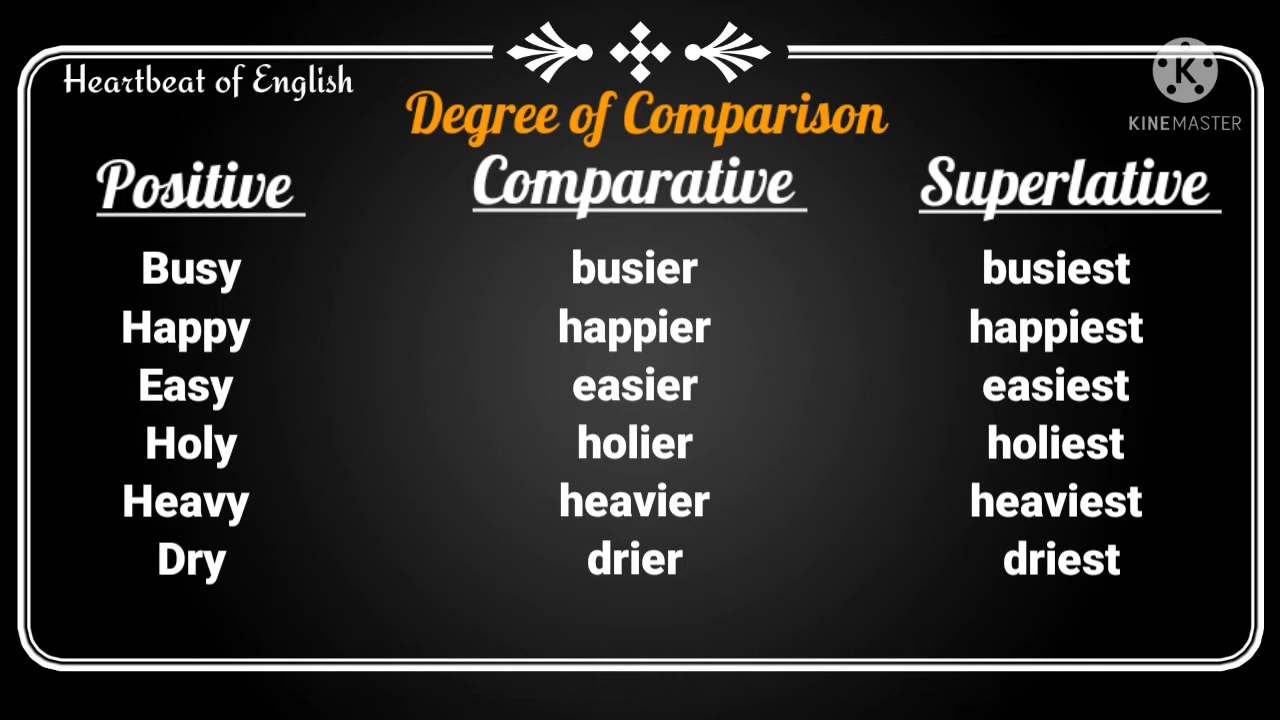 Heartbeat of English
K
KINEMASTER
Degree of Comparison
Positive Comparative Superlative
Busy busier busiest
Happy happier happiest
Easy easier easiest
Holy holier holiest
Heavy heavier heaviest
Dry drier driest